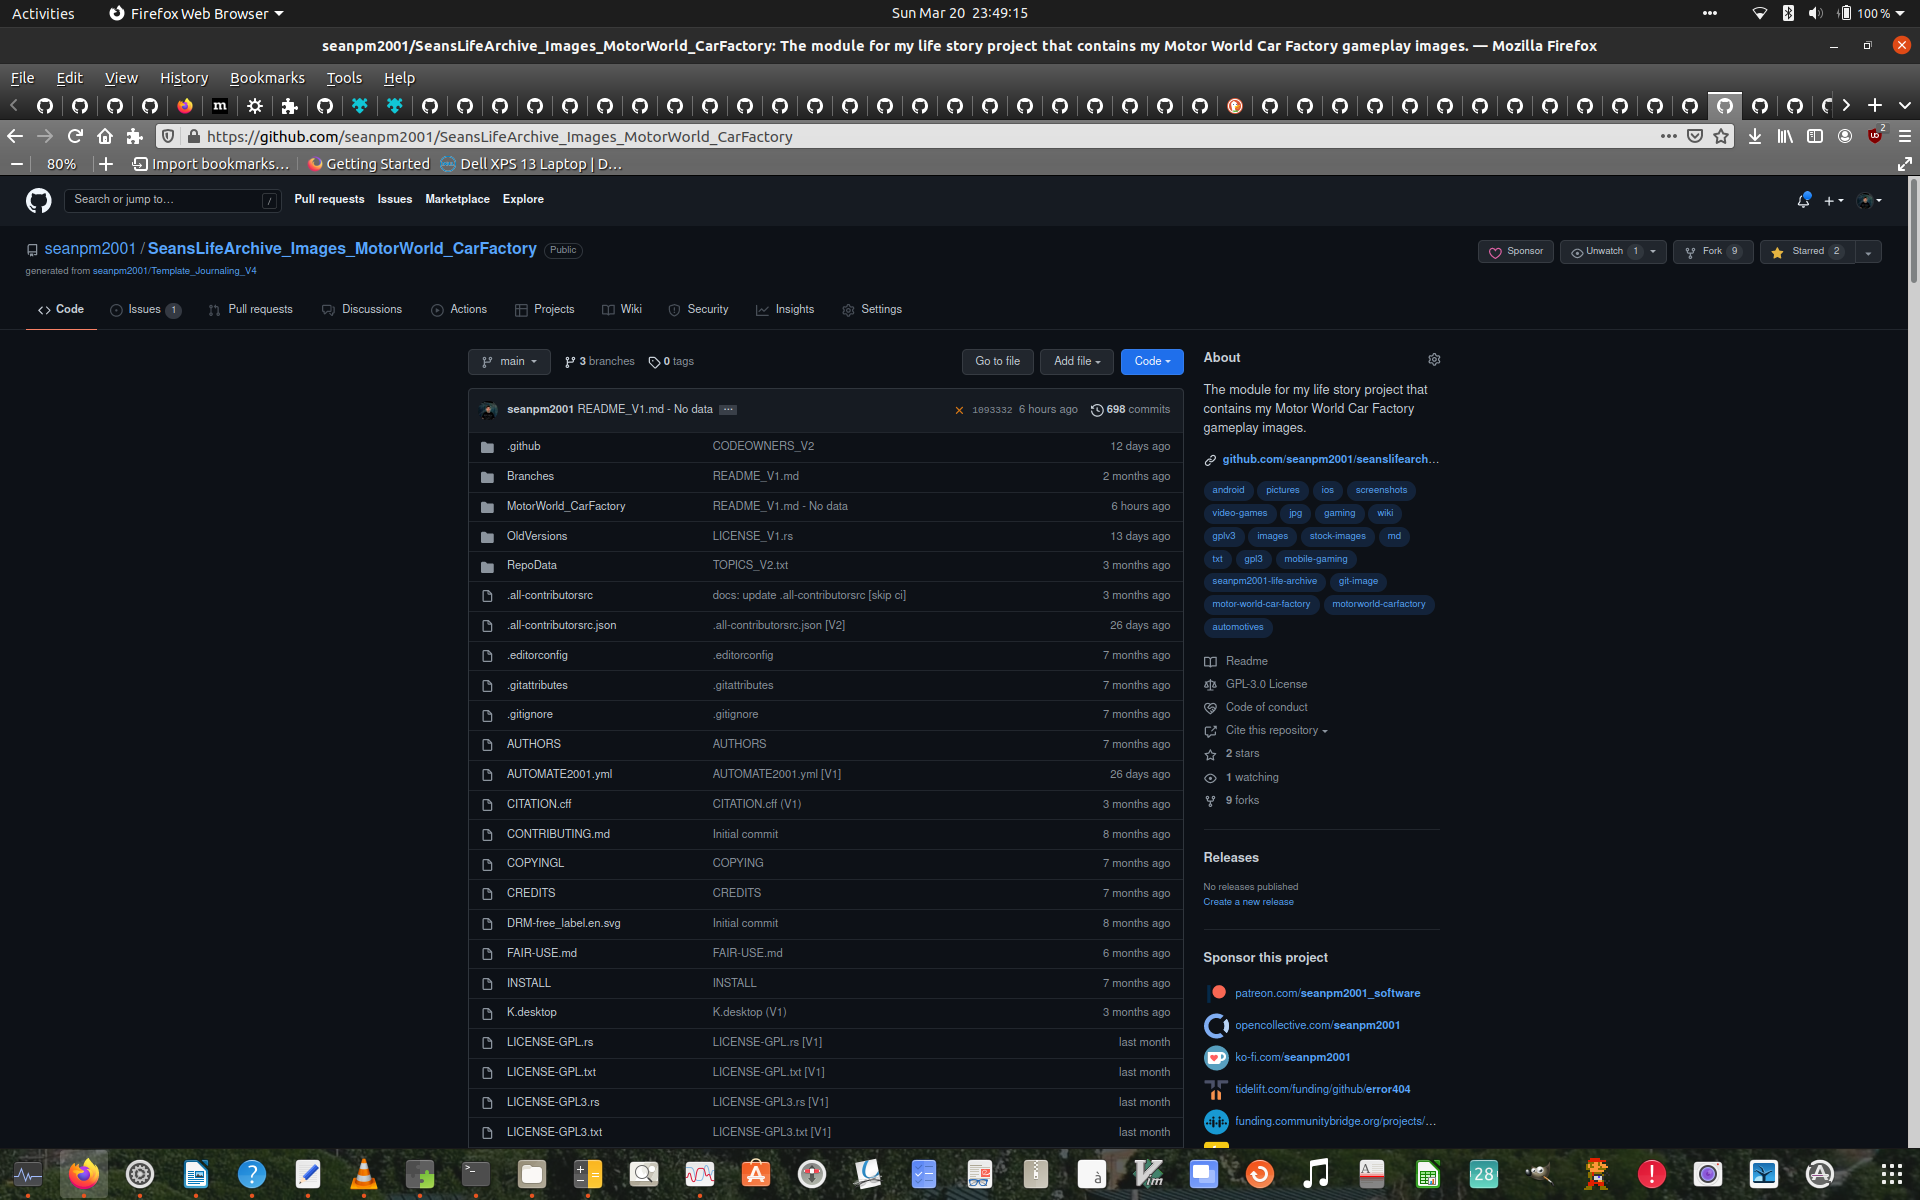 Activities Firefox Web Browser Sun Mar 20 23:49:15 100 %
seanpm2001/SeansLifeArchive_Images_MotorWorld_CarFactory: The module for my life story project that contains my Motor World Car Factory gameplay images. — Mozilla Firefox
File Edit View History Bookmarks Tools Help
https://github.com/seanpm2001/SeansLifeArchive_Images_MotorWorld_CarFactory 2
80% Import bookmarks… Getting Started Dell XPS 13 Laptop | D…
Search or jump to… / Pull requests Issues Marketplace Explore
seanpm2001 / SeansLifeArchive_Images_MotorWorld_CarFactory Public Sponsor Unwatch 1 Fork 9 Starred 2
generated from seanpm2001/Template_Journaling_V4
Code Issues 1 Pull requests Discussions Actions Projects Wiki Security Insights Settings
main 3 branches 0 tags Go to file Add file Code
seanpm2001 README_V1.md - No data ... 1093332 6 hours ago 698 commits
.github CODEOWNERS_V2 12 days ago
Branches README_V1.md 2 months ago
MotorWorld_CarFactory README_V1.md - No data 6 hours ago
OldVersions LICENSE_V1.rs 13 days ago
RepoData TOPICS_V2.txt 3 months ago
.all-contributorsrc docs: update .all-contributorsrc [skip ci] 3 months ago
.all-contributorsrc.json .all-contributorsrc.json [V2] 26 days ago
.editorconfig .editorconfig 7 months ago
.gitattributes .gitattributes 7 months ago
.gitignore .gitignore 7 months ago
AUTHORS AUTHORS 7 months ago
AUTOMATE2001.yml AUTOMATE2001.yml [V1] 26 days ago
CITATION.cff CITATION.cff (V1) 3 months ago
CONTRIBUTING.md Initial commit 8 months ago
COPYINGL COPYING 7 months ago
CREDITS CREDITS 7 months ago
DRM-free_label.en.svg Initial commit 8 months ago
FAIR-USE.md FAIR-USE.md 6 months ago
INSTALL INSTALL 7 months ago
K.desktop K.desktop (V1) 3 months ago
LICENSE-GPL.rs LICENSE-GPL.rs [V1] last month
LICENSE-GPL.txt LICENSE-GPL.txt [V1] last month
LICENSE-GPL3.rs LICENSE-GPL3.rs [V1] last month
LICENSE-GPL3.txt LICENSE-GPL3.txt [V1] last month
About
The module for my life story project that
contains my Motor World Car Factory
gameplay images.
github.com/seanpm2001/seanslifearch…
android pictures ios screenshots
video-games jpg gaming wiki
gplv3 images stock-images md
txt gpl3 mobile-gaming
seanpm2001-life-archive git-image
motor-world-car-factory motorworld-carfactory
automotives
Readme
GPL-3.0 License
Code of conduct
Cite this repository
2 stars
1 watching
9 forks
Releases
No releases published
Create a new release
Sponsor this project
patreon.com/seanpm2001_software
opencollective.com/seanpm2001
ko-fi.com/seanpm2001
tidelift.com/funding/github/error404
funding.communitybridge.org/projects/…
28